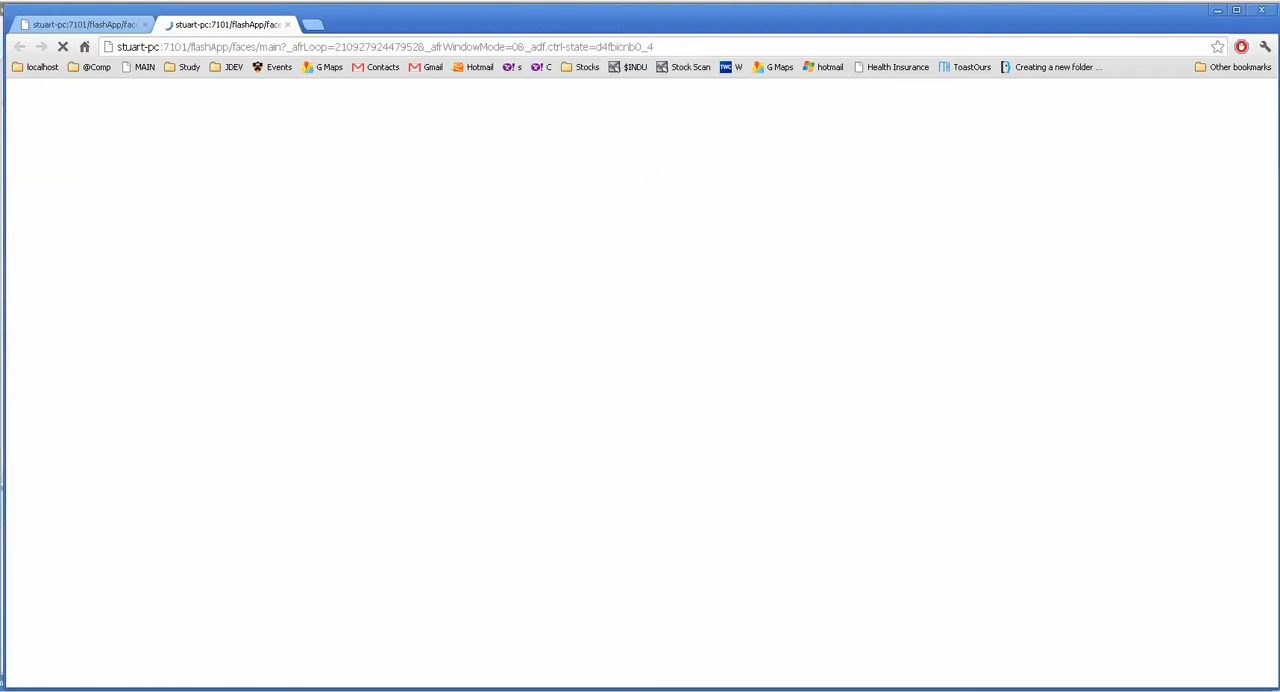 stuart-pc:7101/flashApp/fac stuart-pc:7101/flashApp/face
stuart-pc:7101/flashApp/faces/main?_afrLoop=210927924479528&_afrWindowMode=0&_adf.ctrl-state=d4fbicnb0_4
localhost @Comp MAIN Study JDEV Events G Maps Contacts Gmail Hotmail s C Stocks $INDU Stock Scan W G Maps hotmail Health Insurance ToastOurs Creating a new folder ... Other bookmarks